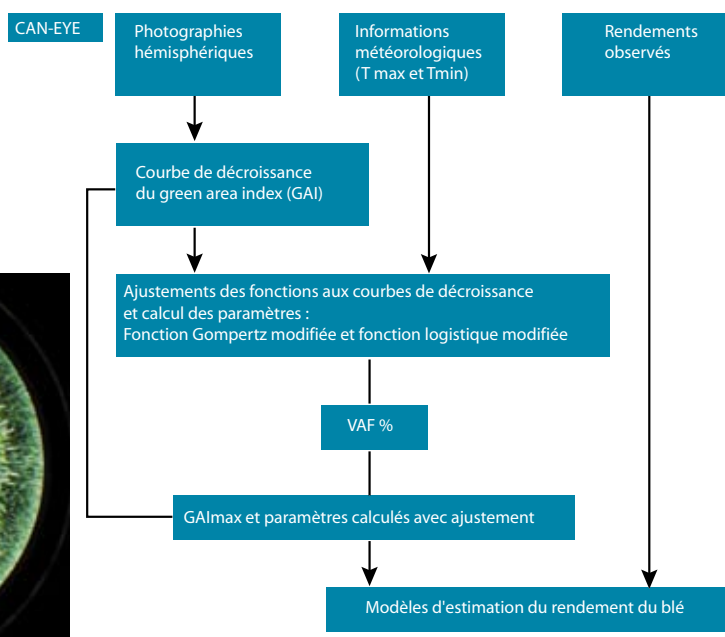 CAN-EYE
Photographies
hémisphériques
Informations
météorologiques
(T max et Tmin)
Rendements
observés
Courbe de décroissance
du green area index (GAI)
Ajustements des fonctions aux courbes de décroissance
et calcul des paramètres :
Fonction Gompertz modifiée et fonction logistique modifiée
VAF %
GAImax et paramètres calculés avec ajustement
Modèles d'estimation du rendement du blé